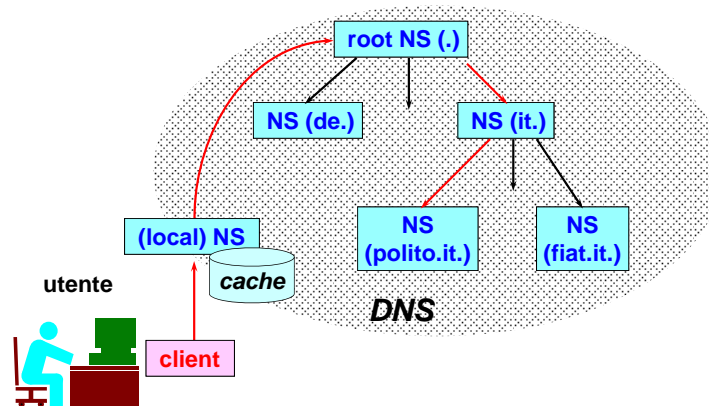 root NS (.)
NS (de.)
NS (it.)
(local) NS
cache
NS
(polito.it.)
NS
(fiat.it.)
utente
DNS
client